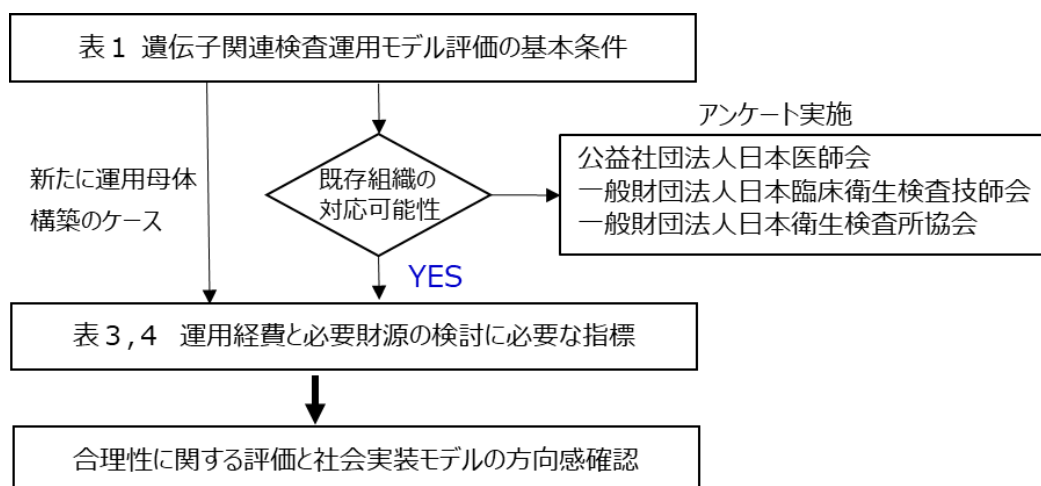 表1 遺伝子関連検査運用モデル評価の基本条件
アンケート実施
新たに運用母体
構築のケース
既存組織の
対応可能性
公益社団法人日本医師会
一般財団法人日本臨床衛生検査技師会
一般財団法人日本衛生検査所協会
YES
表3,4 運用経費と必要財源の検討に必要な指標
合理性に関する評価と社会実装モデルの方向感確認